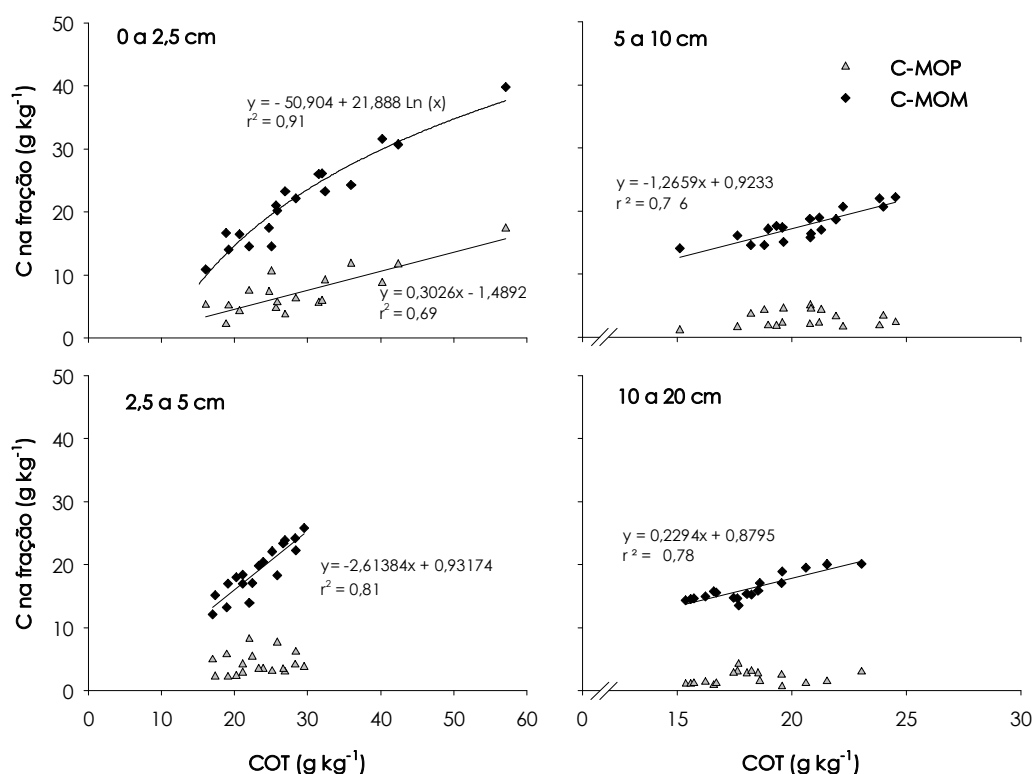 0 a 2,5 cm
y = - 50,904 + 21,888 Ln (x)
r² = 0,91
y = 0,3026x - 1,4892
r² = 0,69
C na fração (g kg⁻¹)
50
40
30
20
10
0
5 a 10 cm
C-MOP
C-MOM
y = -1,2659x + 0,9233
r ² = 0,7 6
2,5 a 5 cm
y= -2,61384x + 0,93174
r² = 0,81
C na fração (g kg⁻¹)
50
40
30
20
10
0
0 10 20 30 40 50 60
COT (g kg⁻¹)
10 a 20 cm
y = 0,2294x + 0,8795
r ² = 0,78
0 15 20 25 30
COT (g kg⁻¹)